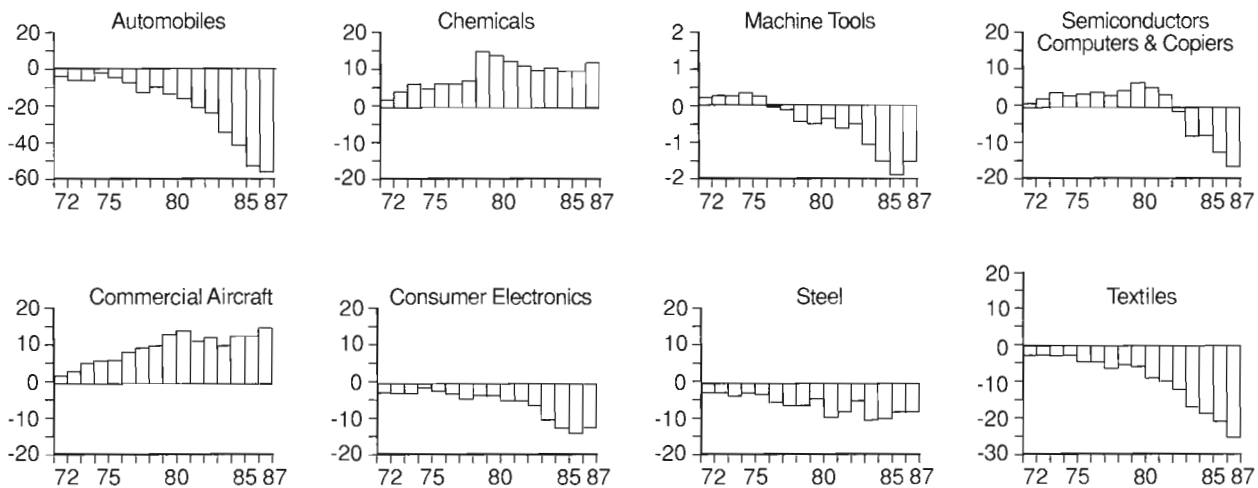 Automobiles
20
0
-20
-40
-60
72 75 80 85 87
Chemicals
20
10
0
-10
-20
72 75 80 85 87
Machine Tools
2
1
0
-1
-2
72 75 80 85 87
Semiconductors
Computers & Copiers
20
10
0
-10
-20
72 75 80 85 87
Commercial Aircraft
20
10
0
-10
-20
72 75 80 85 87
Consumer Electronics
20
10
0
-10
-20
72 75 80 85 87
Steel
20
10
0
-10
-20
72 75 80 85 87
Textiles
20
10
0
-10
-20
-30
72 75 80 85 87